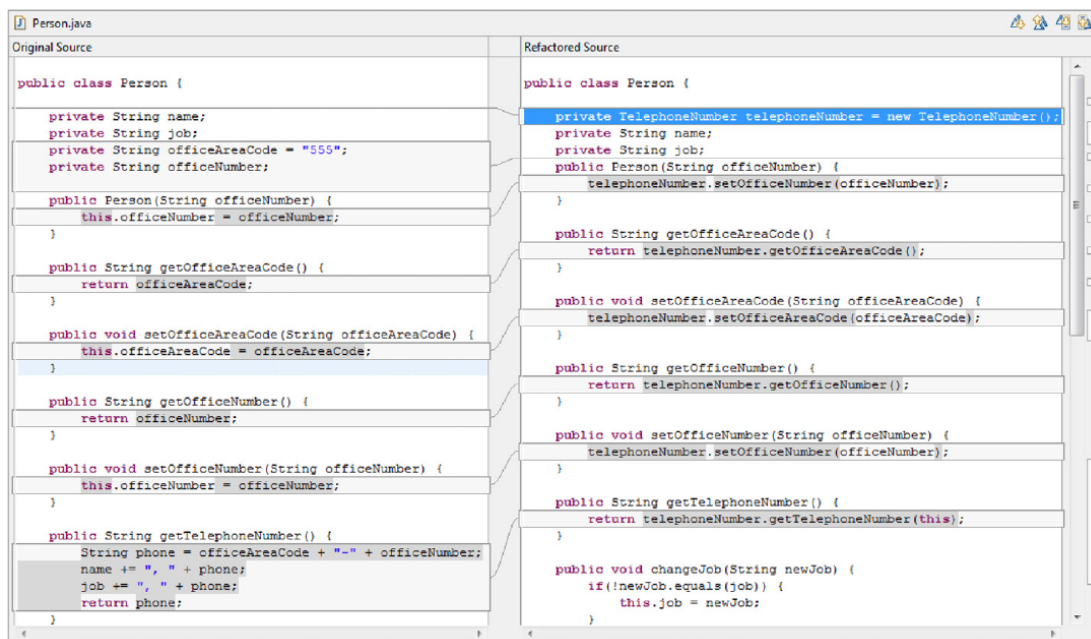 Person.java
Original Source
public class Person {
private String name;
private String job;
private String officeAreaCode = "555";
private String officeNumber;
public Person(String officeNumber) {
this.officeNumber = officeNumber;
}
public String getOfficeAreaCode() {
return officeAreaCode;
}
public void setOfficeAreaCode(String officeAreaCode) {
this.officeAreaCode = officeAreaCode;
}
public String getOfficeNumber() {
return officeNumber;
}
public void setOfficeNumber(String officeNumber) {
this.officeNumber = officeNumber;
}
public String getTelephoneNumber() {
String phone = officeAreaCode + "-" + officeNumber;
name += ", " + phone;
job += ", " + phone;
return phone;
}
Refactored Source
public class Person {
private TelephoneNumber telephoneNumber = new TelephoneNumber();
private String name;
private String job;
public Person(String officeNumber) {
telephoneNumber.setOfficeNumber(officeNumber);
}
public String getOfficeAreaCode() {
return telephoneNumber.getOfficeAreaCode();
}
public void setOfficeAreaCode(String officeAreaCode) {
telephoneNumber.setOfficeAreaCode(officeAreaCode);
}
public String getOfficeNumber() {
return telephoneNumber.getOfficeNumber();
}
public void setOfficeNumber(String officeNumber) {
telephoneNumber.setOfficeNumber(officeNumber);
}
public String getTelephoneNumber() {
return telephoneNumber.getTelephoneNumber(this);
}
public void changeJob(String newJob) {
if(!newJob.equals(job)) {
this.job = newJob;
}